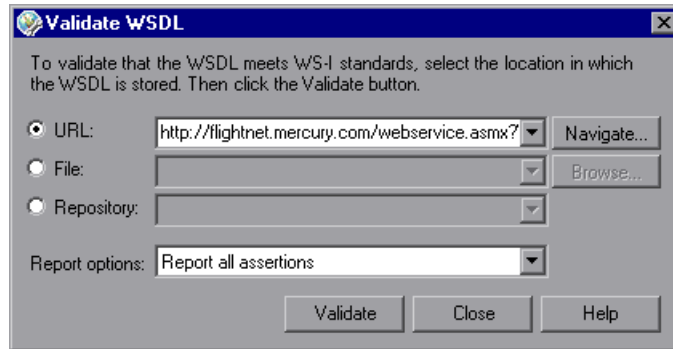 Validate WSDL
To validate that the WSDL meets WS-I standards, select the location in which
the WSDL is stored. Then click the Validate button.
URL: http://flightnet.mercury.com/webservice.asmx? Navigate...
File: Browse...
Repository:
Report options: Report all assertions
Validate Close Help